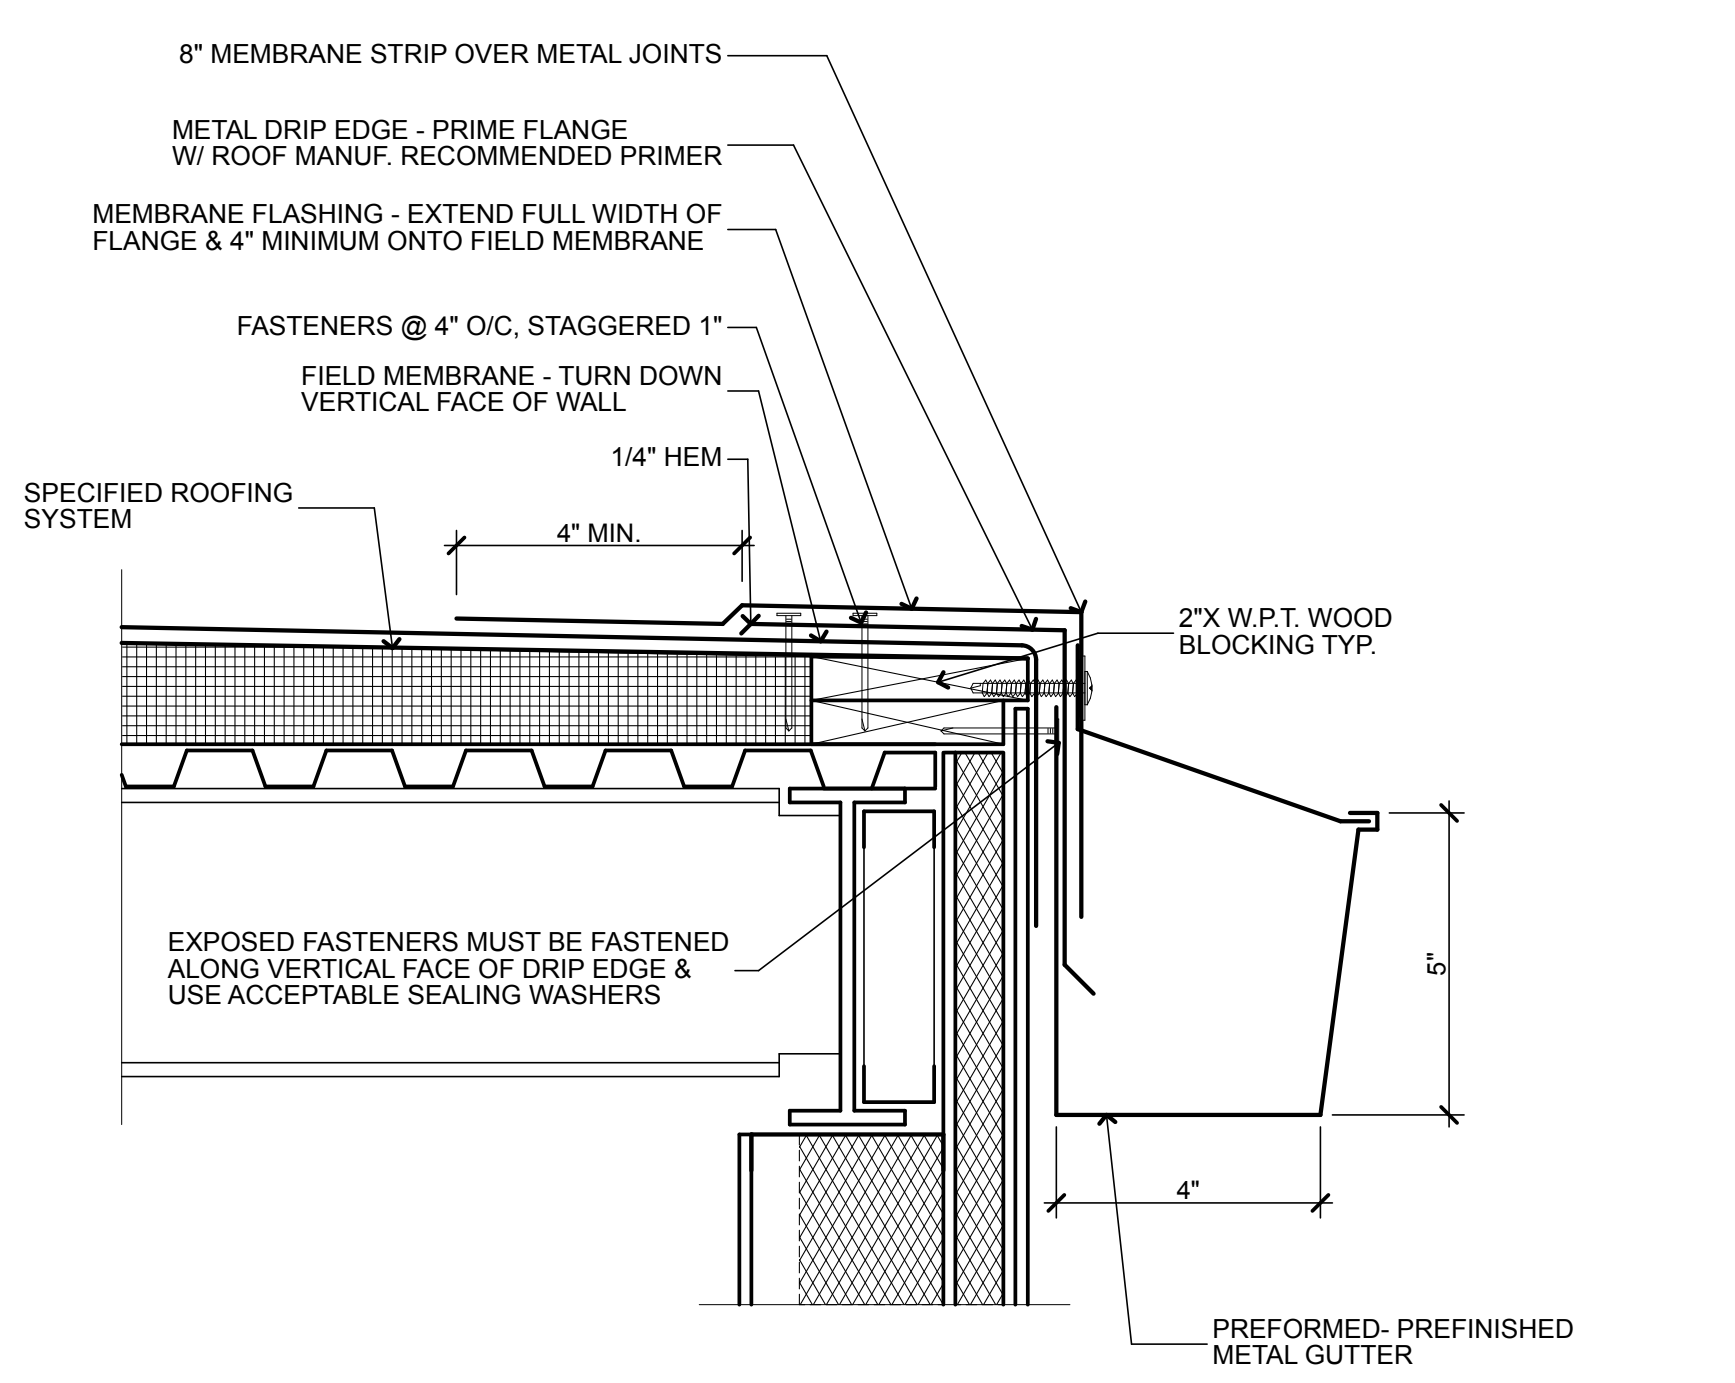 8" MEMBRANE STRIP OVER METAL JOINTS
METAL DRIP EDGE - PRIME FLANGE
W/ ROOF MANUF. RECOMMENDED PRIMER
MEMBRANE FLASHING - EXTEND FULL WIDTH OF
FLANGE & 4" MINIMUM ONTO FIELD MEMBRANE
FASTENERS @ 4" O/C, STAGGERED 1"
FIELD MEMBRANE - TURN DOWN
VERTICAL FACE OF WALL
1/4" HEM
SPECIFIED ROOFING
SYSTEM
4" MIN.
2"X W.P.T. WOOD
BLOCKING TYP.
EXPOSED FASTENERS MUST BE FASTENED
ALONG VERTICAL FACE OF DRIP EDGE &
USE ACCEPTABLE SEALING WASHERS
5"
4"
PREFORMED- PREFINISHED
METAL GUTTER